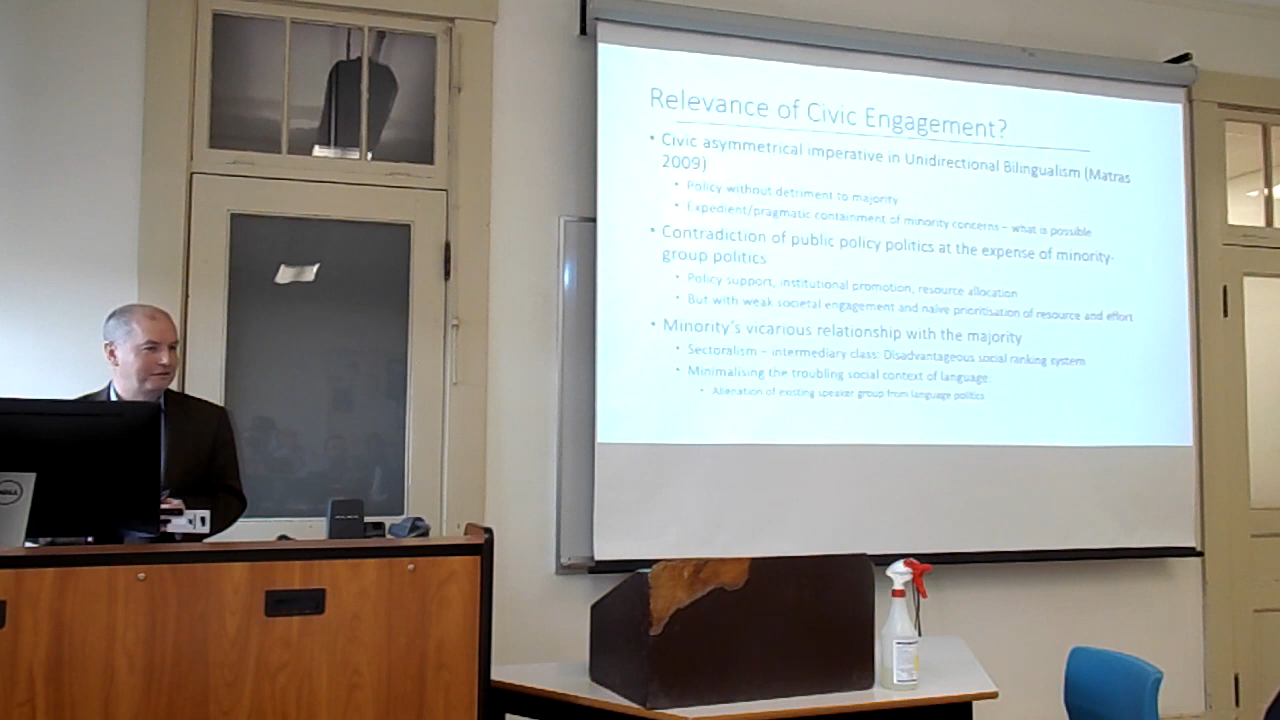 Relevance of Civic Engagement?
• Civic asymmetrical imperative in Unidirectional Bilingualism (Matras
2009)
• Policy without detriment to majority
• Expedient/pragmatic containment of minority concerns – what is possible
• Contradiction of public policy politics at the expense of minority-
group politics
• Policy support, institutional promotion, resource allocation
• But with weak societal engagement and naïve prioritisation of resource and effort
• Minority's vicarious relationship with the majority
• Sectoralism – intermediary class: Disadvantageous social ranking system
• Minimalising the troubling social context of language
• Alienation of existing speaker group from language politics
DELL